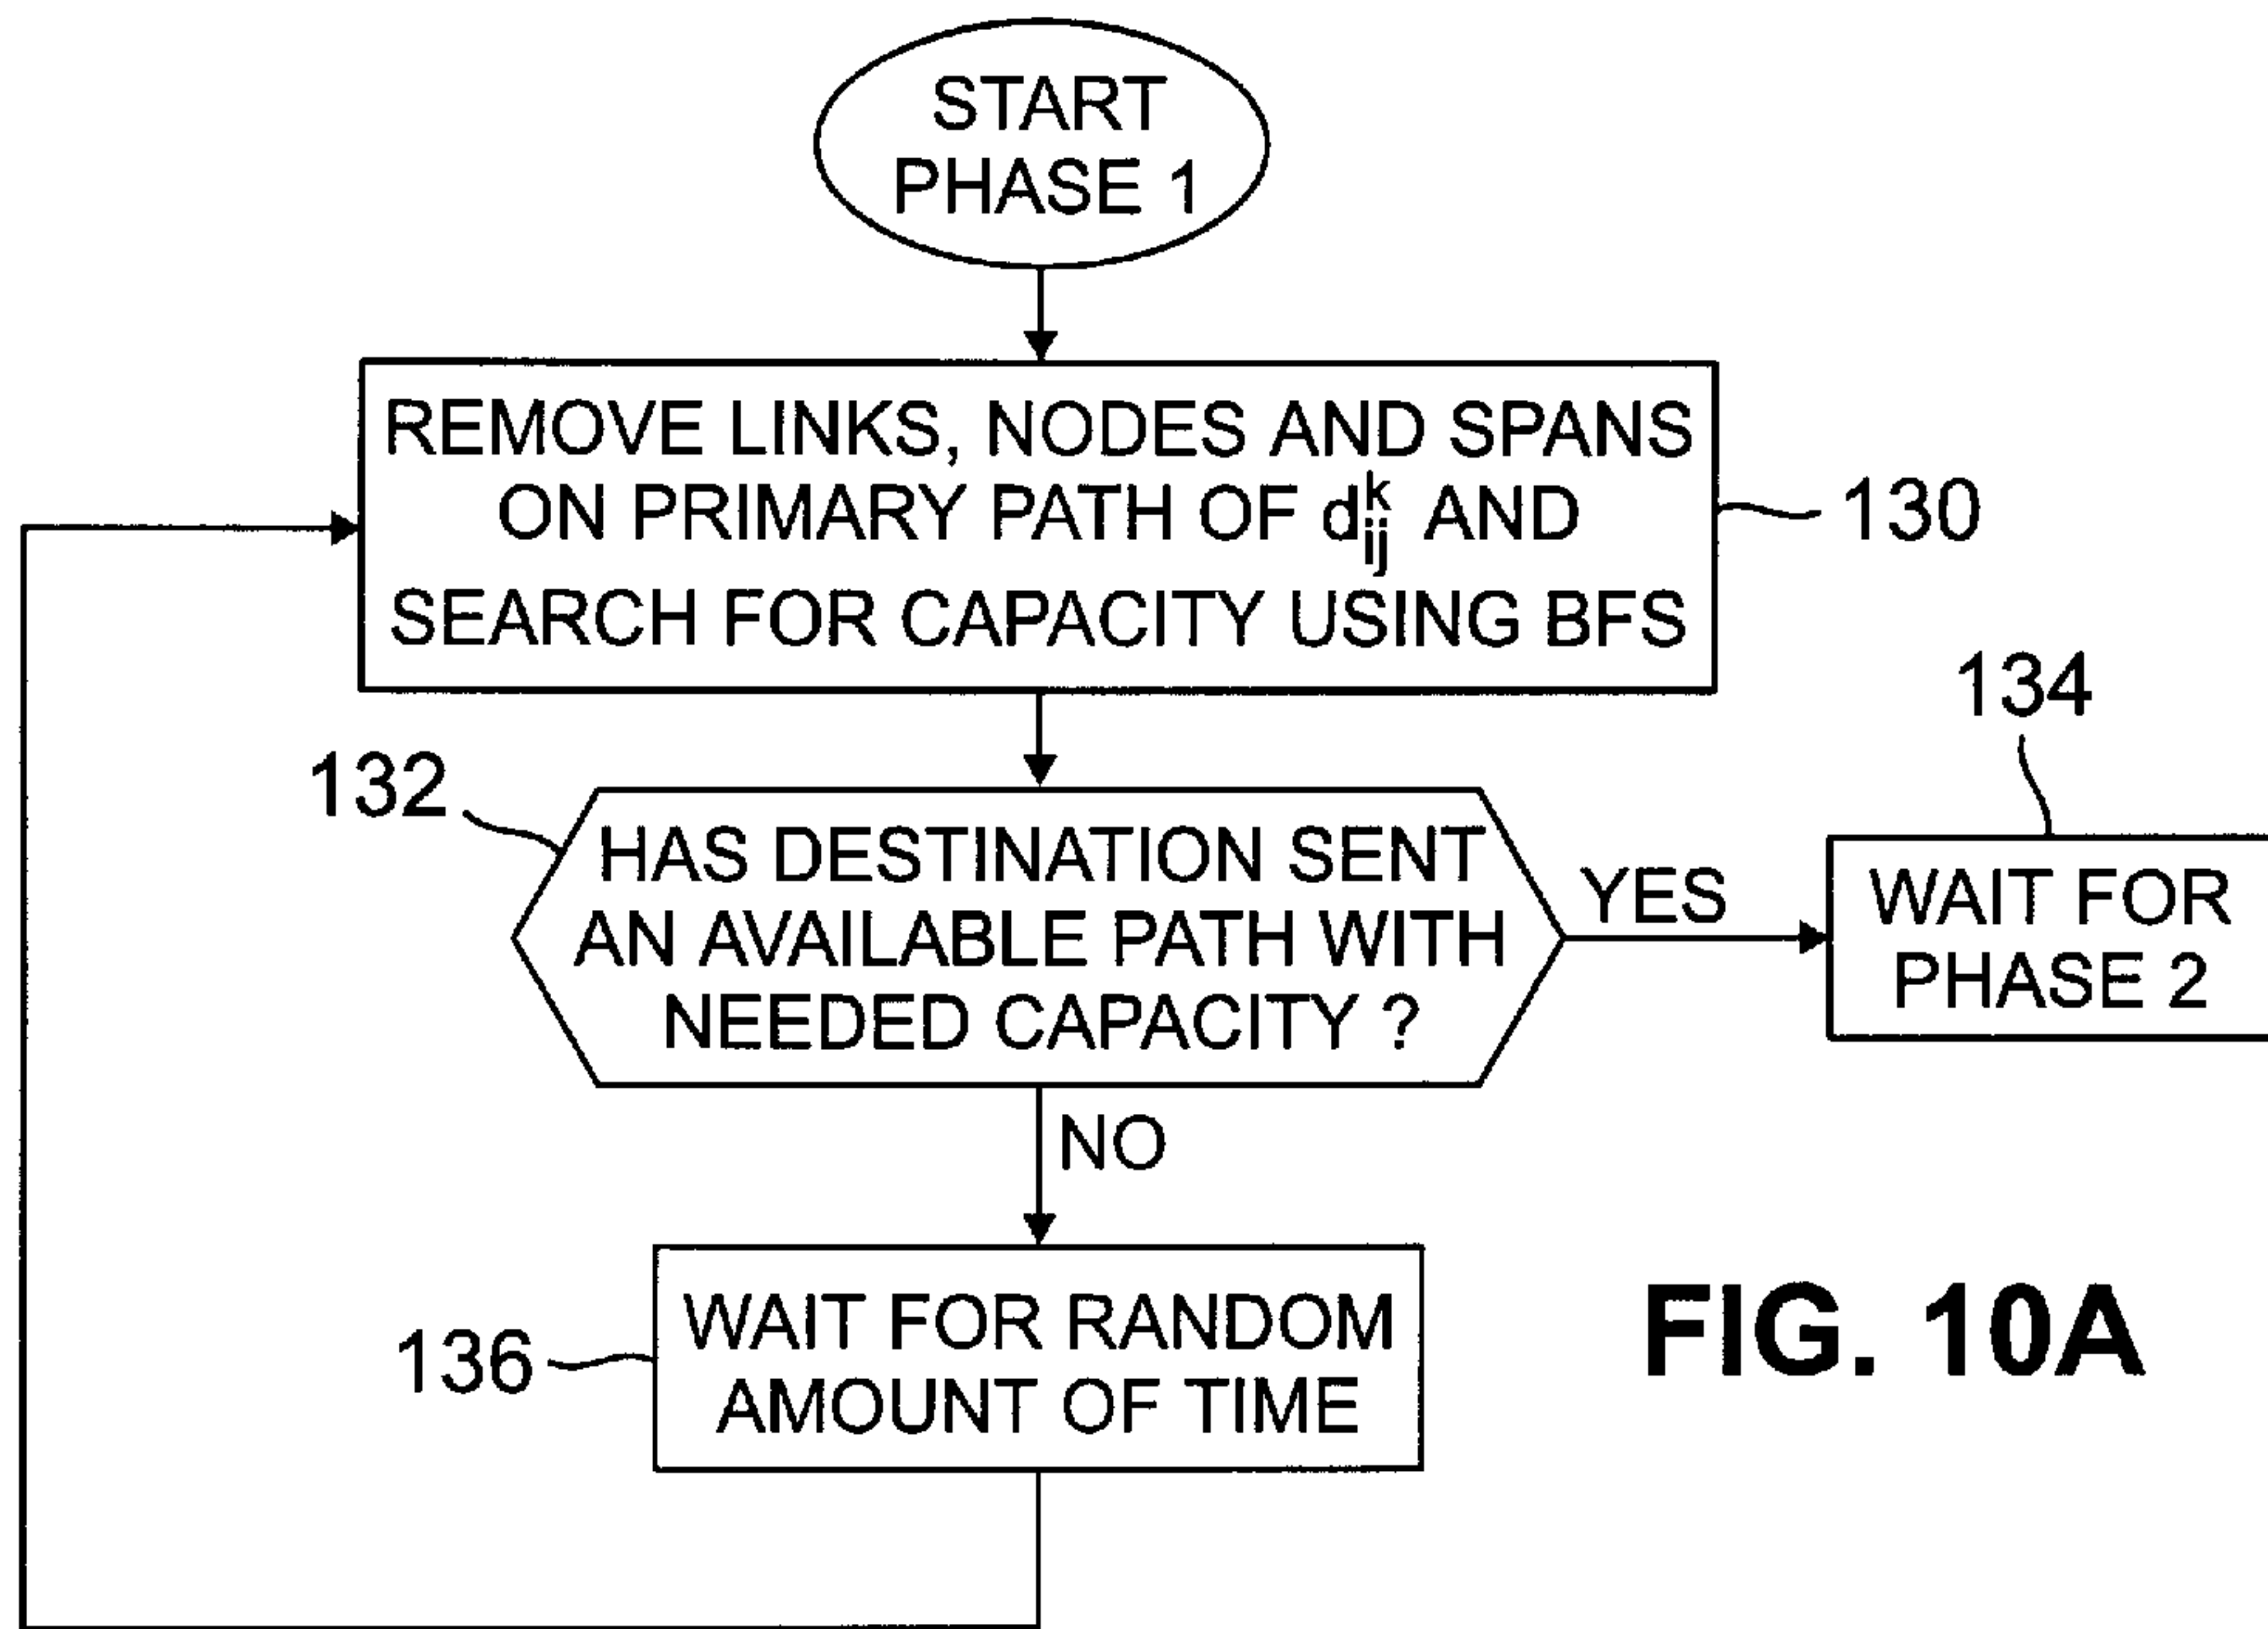 START
PHASE 1
REMOVE LINKS, NODES AND SPANS
ON PRIMARY PATH OF d^k_ij AND
SEARCH FOR CAPACITY USING BFS
130
132
HAS DESTINATION SENT
AN AVAILABLE PATH WITH
NEEDED CAPACITY ?
YES
134
WAIT FOR
PHASE 2
NO
136
WAIT FOR RANDOM
AMOUNT OF TIME
FIG. 10A